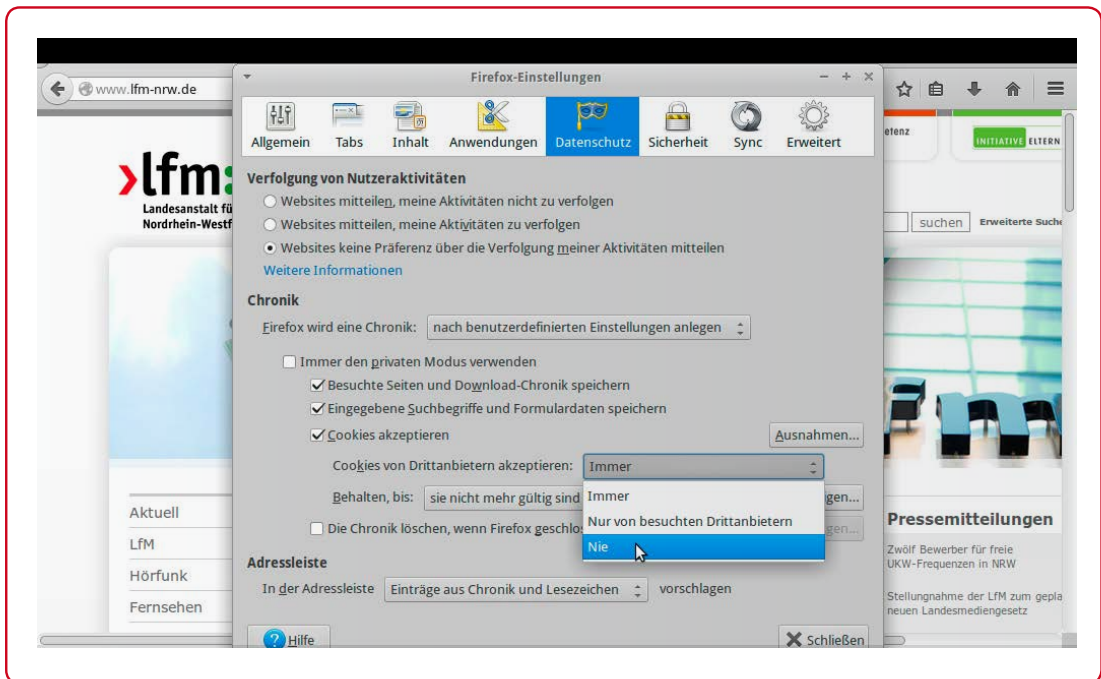 Firefox-Einstellungen
www.lfm-nrw.de
Allgemein Tabs Inhalt Anwendungen Datenschutz Sicherheit Sync Erweitert
etenz
INITIATIVE ELTERN
lfm:
Landesanstalt fü
Nordrhein-Westf
suchen Erweiterte Suche
Verfolgung von Nutzeraktivitäten
Websites mitteilen, meine Aktivitäten nicht zu verfolgen
Websites mitteilen, meine Aktivitäten zu verfolgen
Websites keine Präferenz über die Verfolgung meiner Aktivitäten mitteilen
Weitere Informationen
Chronik
Firefox wird eine Chronik: nach benutzerdefinierten Einstellungen anlegen
Immer den privaten Modus verwenden
Besuchte Seiten und Download-Chronik speichern
Eingegebene Suchbegriffe und Formulardaten speichern
Cookies akzeptieren Ausnahmen...
Cookies von Drittanbietern akzeptieren: Immer
Behalten, bis: sie nicht mehr gültig sind gen...
Immer
Nur von besuchten Drittanbietern
Nie
Die Chronik löschen, wenn Firefox geschlos gen...
Adressleiste
In der Adressleiste Einträge aus Chronik und Lesezeichen vorschlagen
Hilfe Schließen
Aktuell
LfM
Hörfunk
Fernsehen
fm
Pressemitteilungen
Zwölf Bewerber für freie
UKW-Frequenzen in NRW
Stellungnahme der LfM zum gepla
neuen Landesmediengesetz